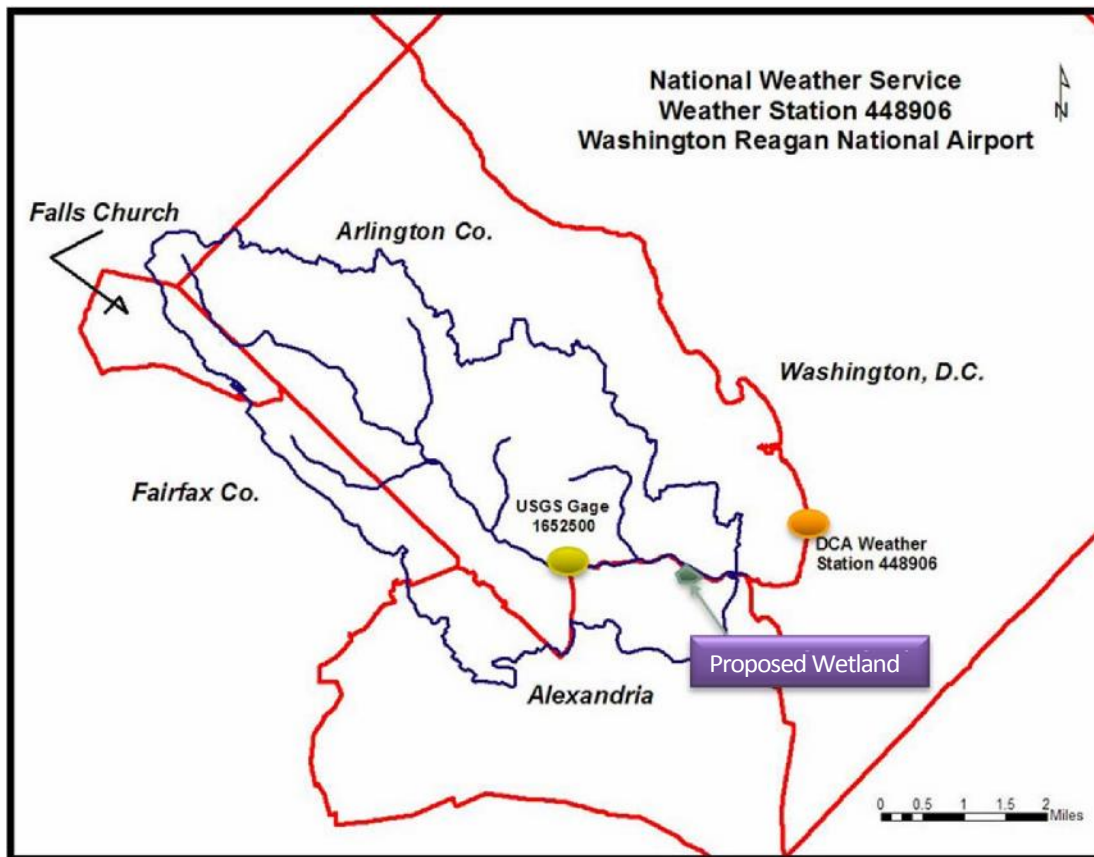 National Weather Service
Weather Station 448906
Washington Reagan National Airport
N
Falls Church
Arlington Co.
Washington, D.C.
Fairfax Co.
USGS Gage
1652500
DCA Weather
Station 448906
Proposed Wetland
Alexandria
0 0.5 1 1.5 2
Miles